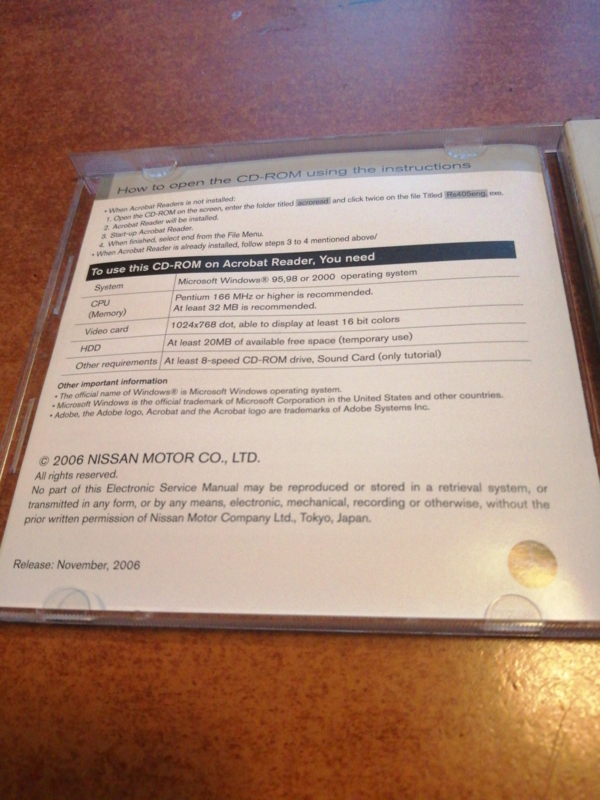 How to open the CD-ROM using the instructions
• When Acrobat Readers is not installed:
1. Open the CD-ROM on the screen, enter the folder titled acroread and click twice on the file Titled Rs405eng. exe.
2. Acrobat Reader will be installed.
3. Start-up Acrobat Reader.
4. When finished, select end from the File Menu.
• When Acrobat Reader is already installed, follow steps 3 to 4 mentioned above/
To use this CD-ROM on Acrobat Reader, You need
System Microsoft Windows® 95,98 or 2000 operating system
CPU Pentium 166 MHz or higher is recommended.
(Memory) At least 32 MB is recommended.
Video card 1024x768 dot, able to display at least 16 bit colors
HDD At least 20MB of available free space (temporary use)
Other requirements At least 8-speed CD-ROM drive, Sound Card (only tutorial)
Other important information
• The official name of Windows® is Microsoft Windows operating system.
• Microsoft Windows is the official trademark of Microsoft Corporation in the United States and other countries.
• Adobe, the Adobe logo, Acrobat and the Acrobat logo are trademarks of Adobe Systems Inc.
© 2006 NISSAN MOTOR CO., LTD.
All rights reserved.
No part of this Electronic Service Manual may be reproduced or stored in a retrieval system, or
transmitted in any form, or by any means, electronic, mechanical, recording or otherwise, without the
prior written permission of Nissan Motor Company Ltd., Tokyo, Japan.
Release: November, 2006